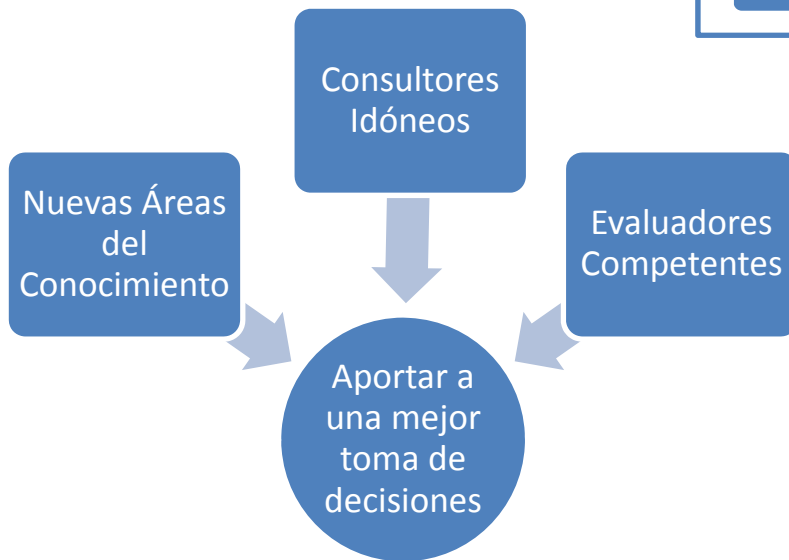 Consultores
Idóneos
Nuevas Áreas
del
Conocimiento
Evaluadores
Competentes
Aportar a
una mejor
toma de
decisiones